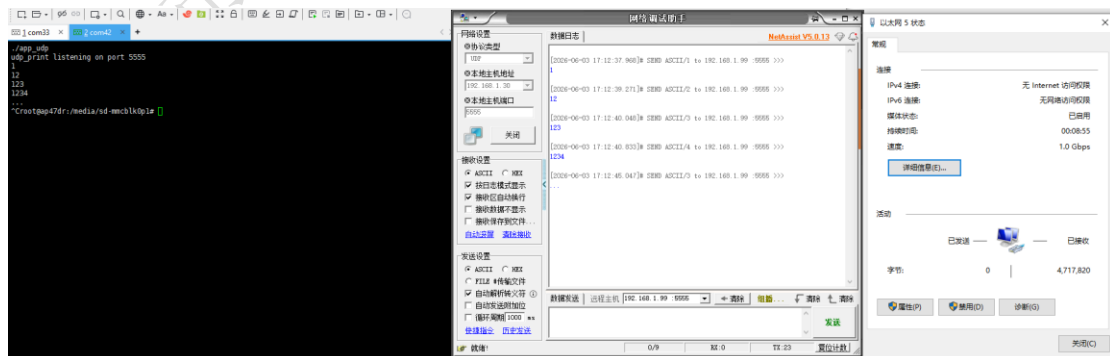 1 com33 × 2 com42 × +
./app_udp
udp_print listening on port 5555
1
12
123
1234
...
^Croot@ap47dr:/media/sd-mmcblk0p1#
网络调试助手
网络设置
协议类型
UDP
本地主机地址
192.168.1.30
本地主机端口
5555
关闭
接收设置
ASCII HEX
按日志模式显示
接收区自动换行
接收数据不显示
接收保存到文件...
自动滚屏 清除接收
发送设置
ASCII HEX
自动解析转义符
自动发送附加位
循环周期 1000 ms
快捷指令 历史发送
数据日志 NetAssist V5.0.13
[2026-06-03 17:12:37.968]# SEND ASCII/1 to 192.168.1.99 :5555 >>>
1
[2026-06-03 17:12:39.271]# SEND ASCII/2 to 192.168.1.99 :5555 >>>
12
[2026-06-03 17:12:40.048]# SEND ASCII/3 to 192.168.1.99 :5555 >>>
123
[2026-06-03 17:12:40.833]# SEND ASCII/4 to 192.168.1.99 :5555 >>>
1234
[2026-06-03 17:12:45.047]# SEND ASCII/3 to 192.168.1.99 :5555 >>>
...
数据发送 远程主机 192.168.1.99 :5555 清除 清除
发送
就绪! 0/9 RX:0 TX:23 复位计数
以太网 5 状态
常规
连接
IPv4 连接: 无 Internet 访问权限
IPv6 连接: 无网络访问权限
媒体状态: 已启用
持续时间: 00:08:55
速度: 1.0 Gbps
详细信息(E)...
活动
已发送 — — 已接收
字节: 0 4,717,820
属性(P) 禁用(D) 诊断(G)
关闭(C)